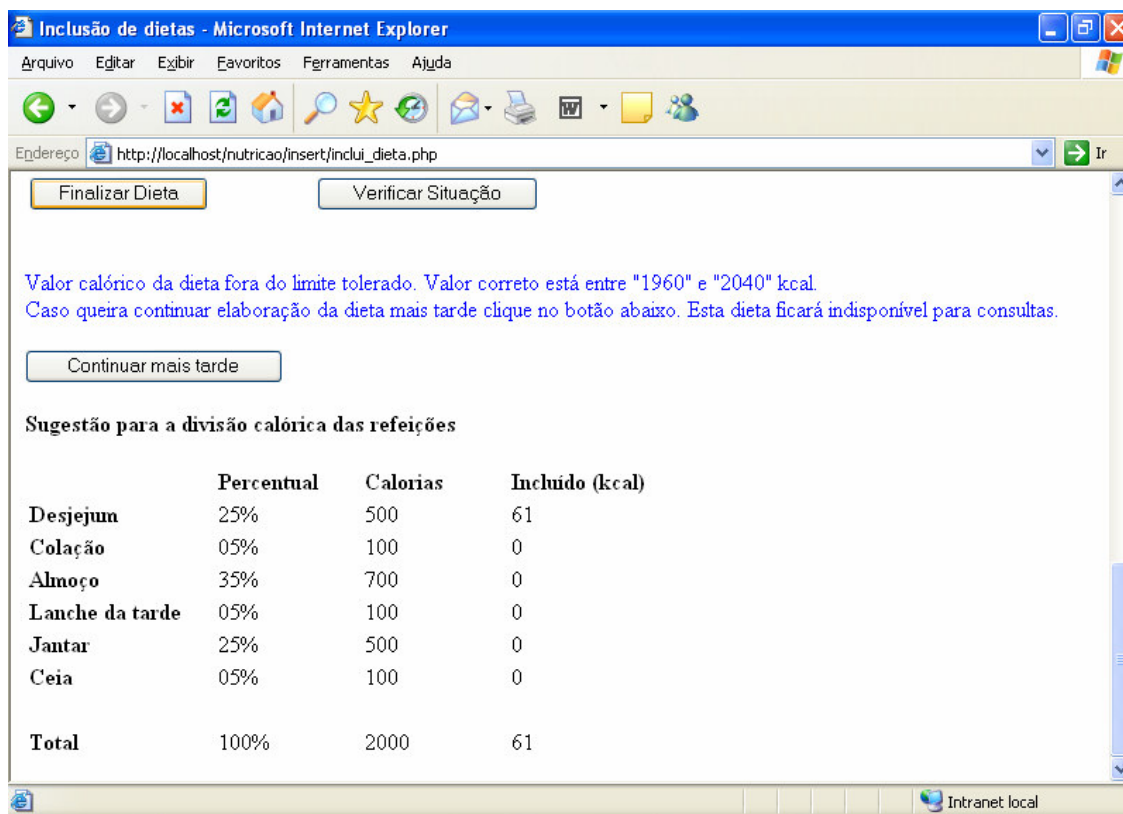 Inclusão de dietas - Microsoft Internet Explorer
Arquivo Editar Exibir Favoritos Ferramentas Ajuda
Endereço http://localhost/nutricao/insert/inclui_dieta.php Ir
Finalizar Dieta Verificar Situação
Valor calórico da dieta fora do limite tolerado. Valor correto está entre "1960" e "2040" kcal.
Caso queira continuar elaboração da dieta mais tarde clique no botão abaixo. Esta dieta ficará indisponível para consultas.
Continuar mais tarde
Sugestão para a divisão calórica das refeições
Percentual Calorias Incluído (kcal)
Desjejum 25% 500 61
Colação 05% 100 0
Almoço 35% 700 0
Lanche da tarde 05% 100 0
Jantar 25% 500 0
Ceia 05% 100 0
Total 100% 2000 61
Intranet local